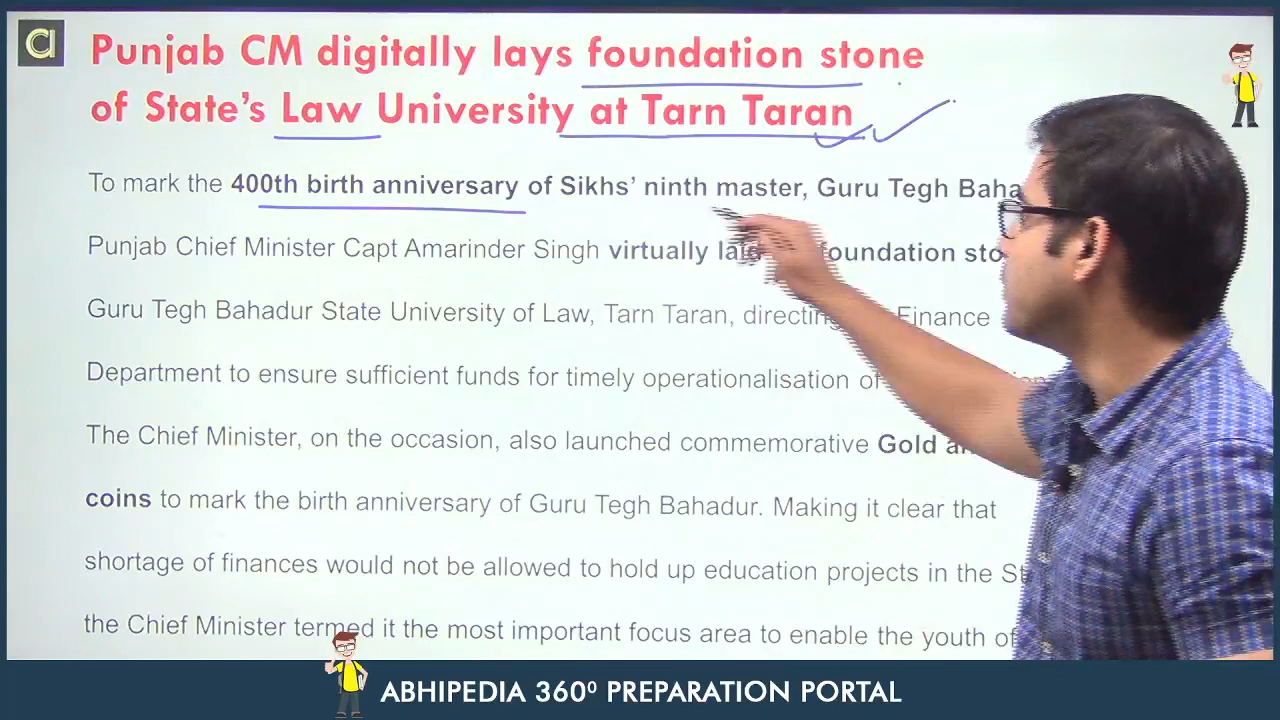 a
Punjab CM digitally lays foundation stone
of State's Law University at Tarn Taran
To mark the 400th birth anniversary of Sikhs' ninth master, Guru Tegh
Punjab Chief Minister Capt Amarinder Singh virtually laid foundation
Guru Tegh Bahadur State University of Law, Tarn Taran, directing Finance
Department to ensure sufficient funds for timely operationalisation of
The Chief Minister, on the occasion, also launched commemorative Gold
coins to mark the birth anniversary of Guru Tegh Bahadur. Making it clear that
shortage of finances would not be allowed to hold up education projects in the
the Chief Minister termed it the most important focus area to enable the youth of
ABHIPEDIA 360⁰ PREPARATION PORTAL